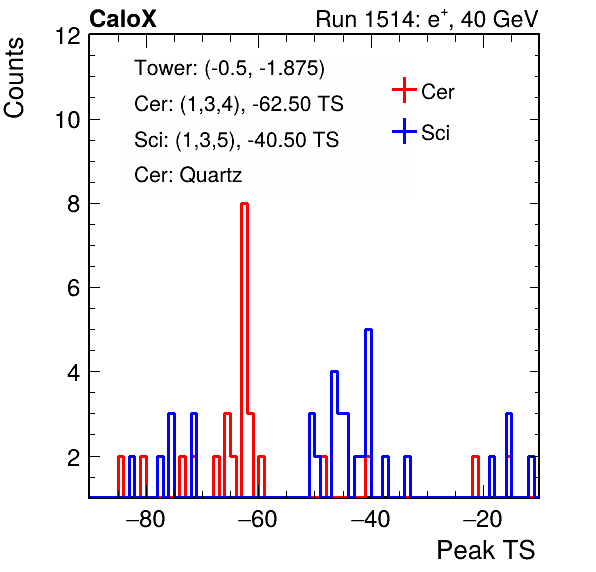 CaloX Run 1514: e⁺, 40 GeV
Counts
12
10
8
6
4
2
Tower: (-0.5, -1.875)
Cer: (1,3,4), -62.50 TS
Sci: (1,3,5), -40.50 TS
Cer: Quartz
Cer
Sci
−80 −60 −40 −20
Peak TS